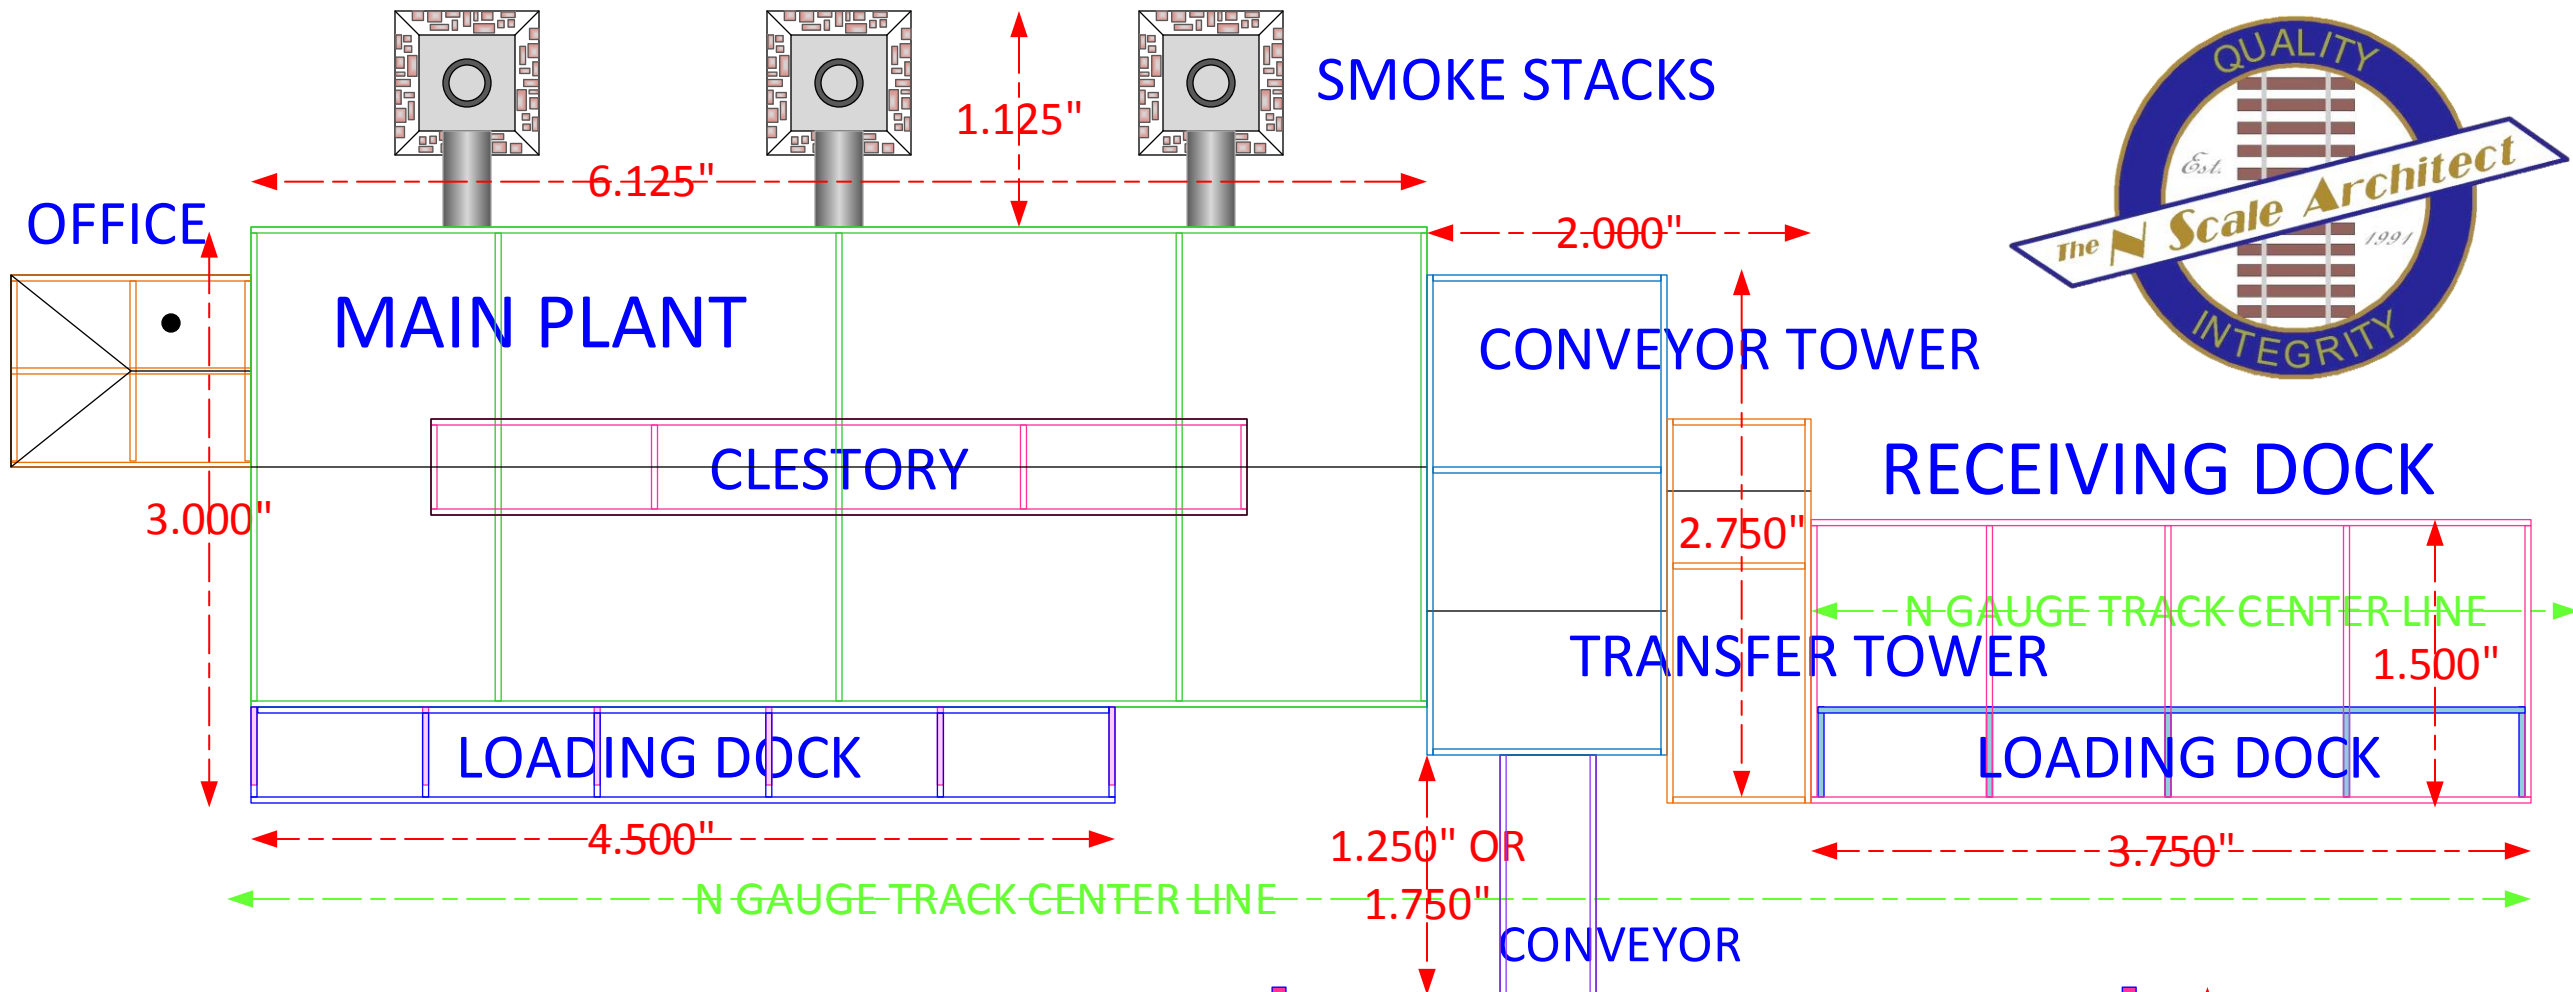 SMOKE STACKS
QUALITY
1.125"
Est.
The N Scale Architect
1991
INTEGRITY
6.125"
OFFICE
2.000"
MAIN PLANT
CONVEYOR TOWER
CLESTORY
RECEIVING DOCK
3.000"
2.750"
N GAUGE TRACK CENTER LINE
TRANSFER TOWER
1.500"
LOADING DOCK
LOADING DOCK
4.500"
1.250" OR
1.750"
3.750"
N GAUGE TRACK CENTER LINE
CONVEYOR